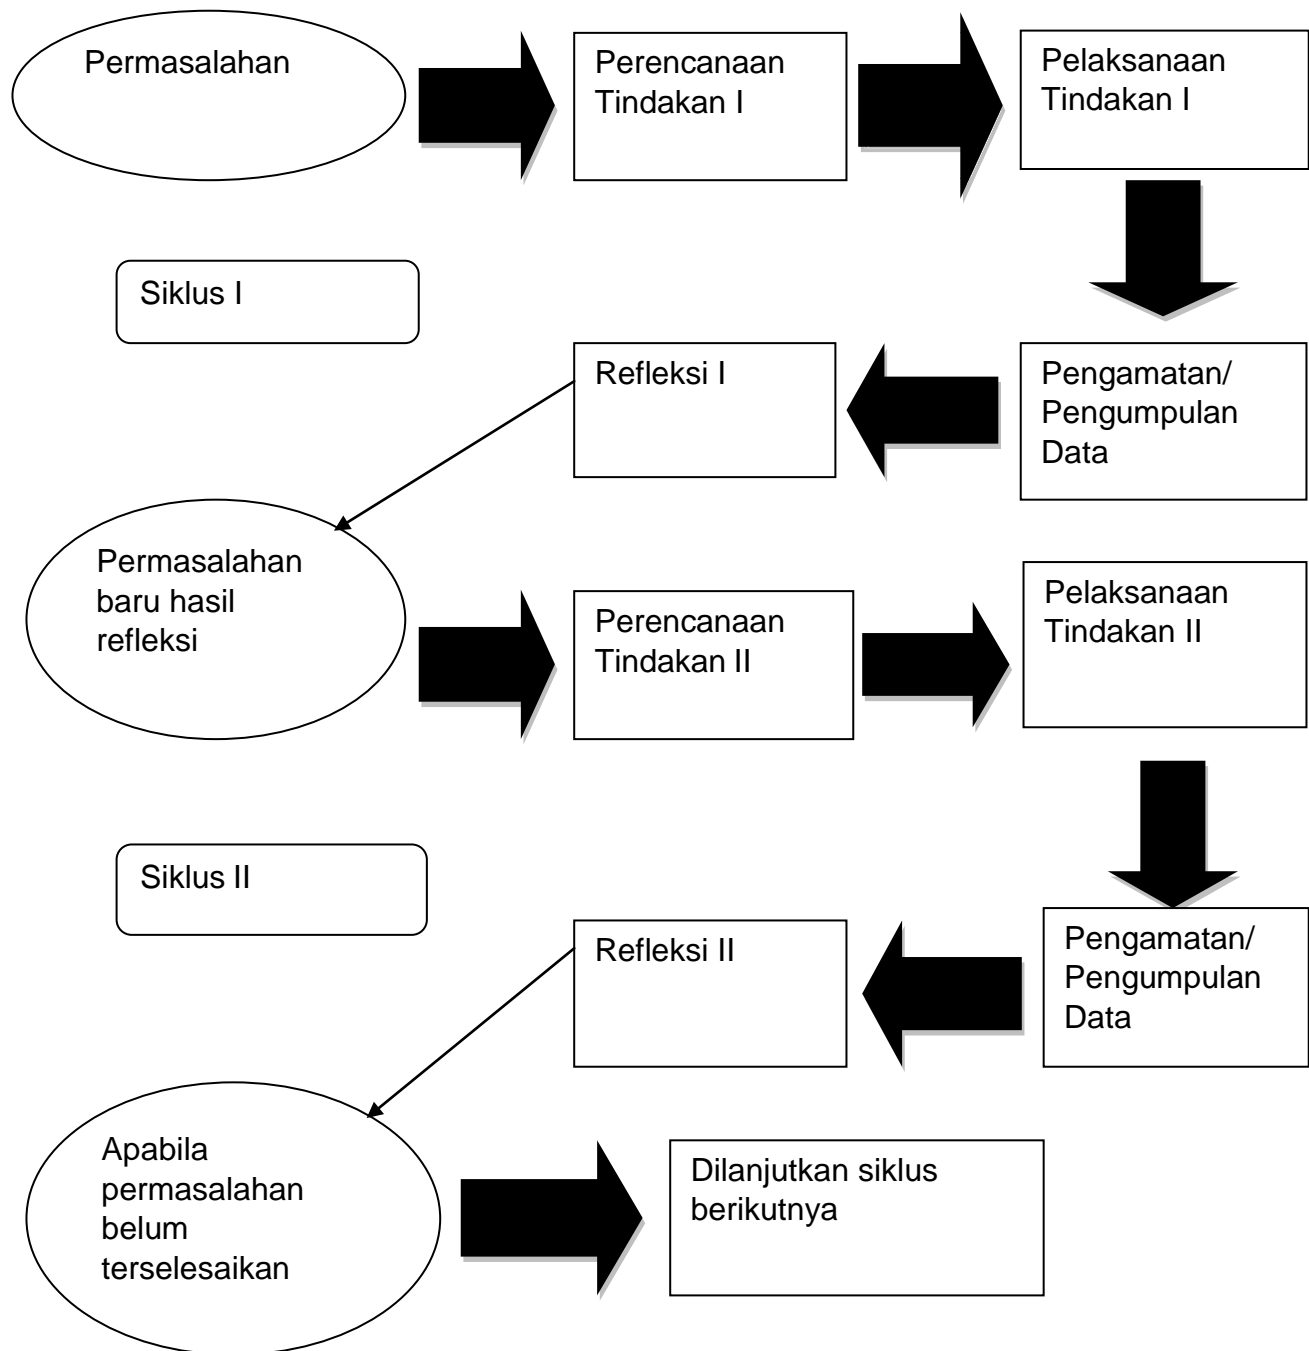 Permasalahan
Perencanaan
Tindakan I
Pelaksanaan
Tindakan I
Siklus I
Refleksi I
Pengamatan/
Pengumpulan
Data
Permasalahan
baru hasil
refleksi
Perencanaan
Tindakan II
Pelaksanaan
Tindakan II
Siklus II
Refleksi II
Pengamatan/
Pengumpulan
Data
Apabila
permasalahan
belum
terselesaikan
Dilanjutkan siklus
berikutnya